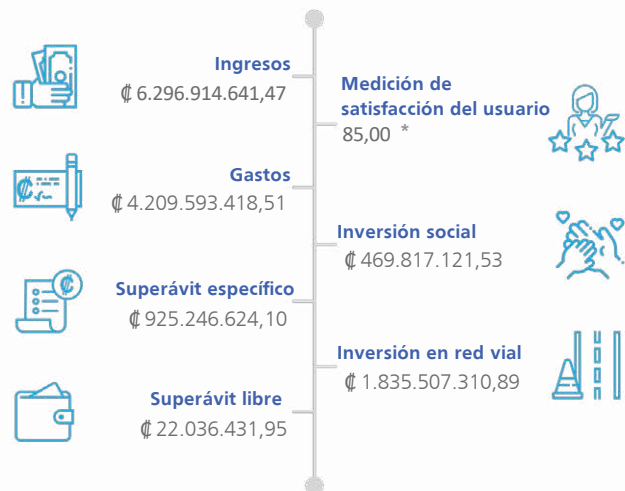 Ingresos
₡ 6.296.914.641,47
Medición de
satisfacción del usuario
85,00 *
Gastos
₡ 4.209.593.418,51
Inversión social
₡ 469.817.121,53
Superávit específico
₡ 925.246.624,10
Inversión en red vial
₡ 1.835.507.310,89
Superávit libre
₡ 22.036.431,95